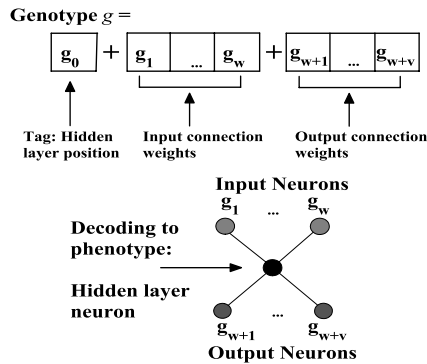 Genotype g =
g0 + g1 ... gw + gw+1 ... gw+v
Tag: Hidden layer position
Input connection weights
Output connection weights
Input Neurons
g1 ... gw
Decoding to phenotype:
Hidden layer neuron
gw+1 ... gw+v
Output Neurons